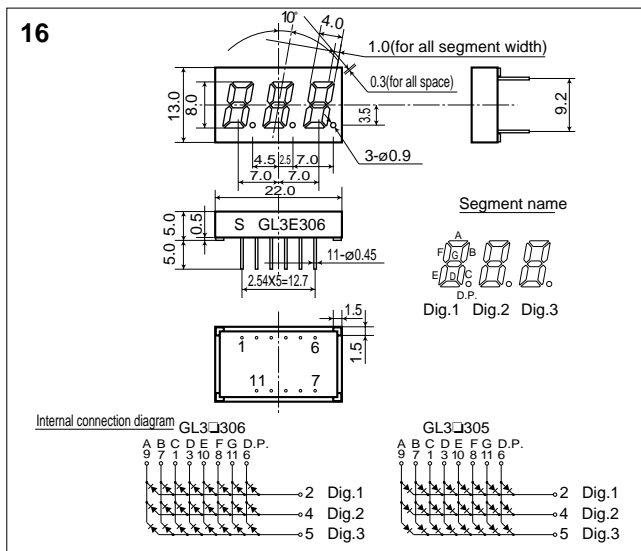 16
10°
4.0
1.0(for all segment width)
0.3(for all space)
13.0
8.0
3.5
9.2
3-ø0.9
4.5 2.5 7.0
7.0 7.0
22.0
5.0
0.5
S GL3E306
5.0
11-ø0.45
2.54X5=12.7
Segment name
A
F G B
E D C
D.P.
Dig.1 Dig.2 Dig.3
1.5
1.5
1 6
11 7
Internal connection diagram
GL3❑306
A B C D E F G D.P.
9 7 1 3 10 8 11 6
2 Dig.1
4 Dig.2
5 Dig.3
GL3❑305
A B C D E F G D.P.
9 7 1 3 10 8 11 6
2 Dig.1
4 Dig.2
5 Dig.3